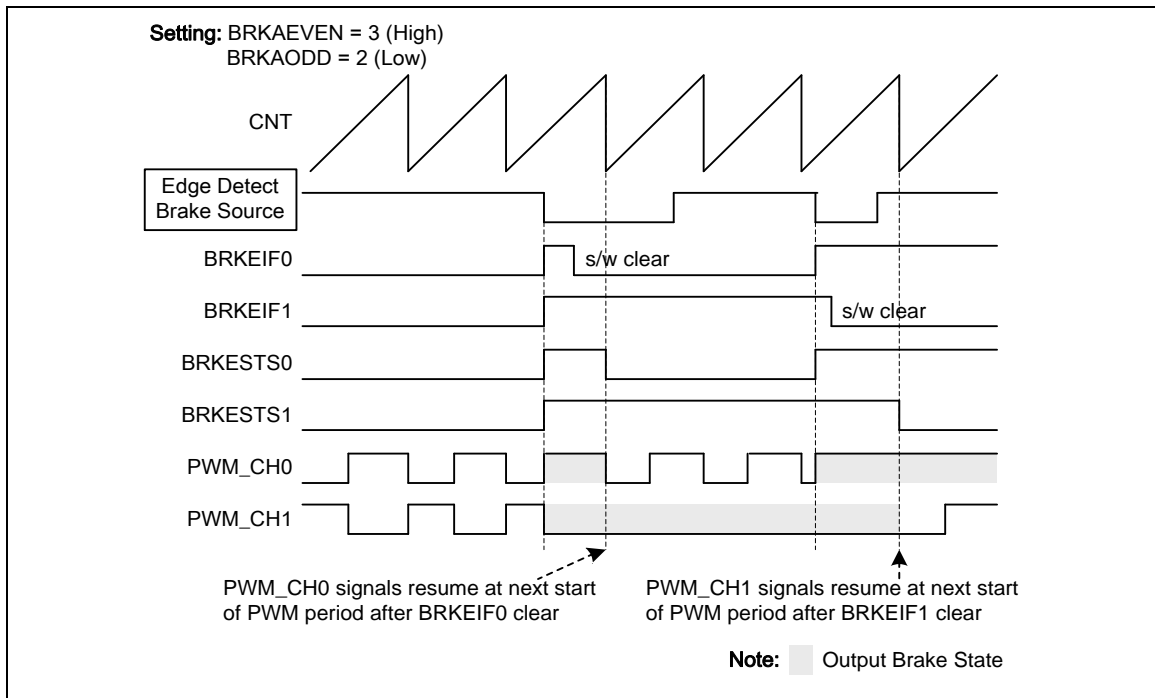 Setting: BRKAEVEN = 3 (High)
BRKAODD = 2 (Low)
CNT
Edge Detect
Brake Source
BRKEIF0
s/w clear
BRKEIF1
s/w clear
BRKESTS0
BRKESTS1
PWM_CH0
PWM_CH1
PWM_CH0 signals resume at next start
of PWM period after BRKEIF0 clear
PWM_CH1 signals resume at next start
of PWM period after BRKEIF1 clear
Note: Output Brake State